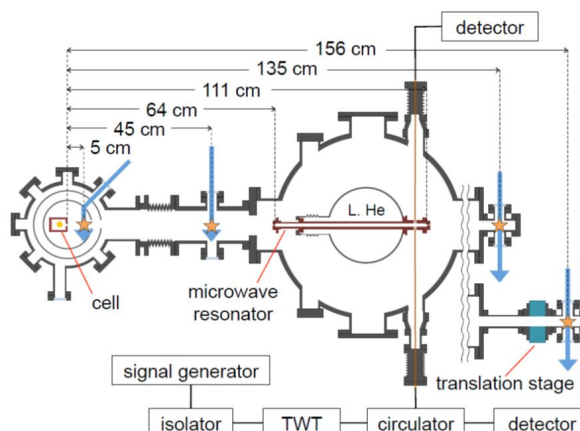 detector
156 cm
135 cm
111 cm
64 cm
45 cm
5 cm
L. He
cell
microwave
resonator
translation stage
signal generator
isolator
TWT
circulator
detector